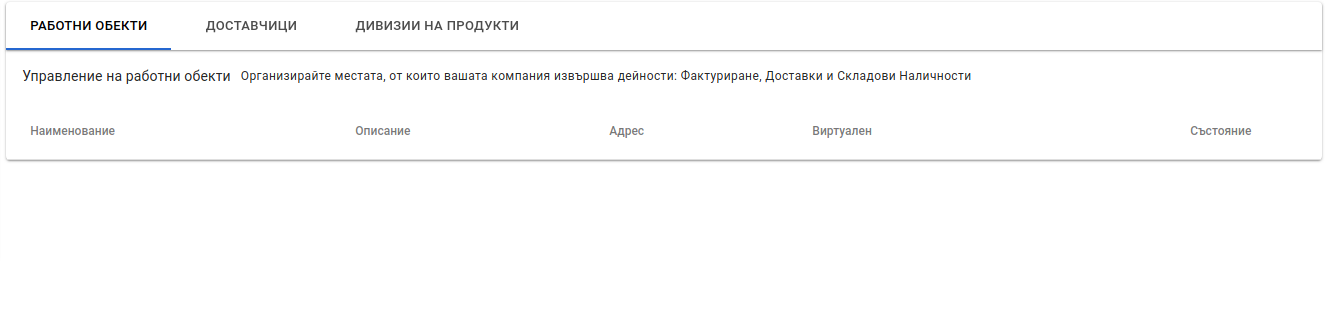 РАБОТНИ ОБЕКТИ ДОСТАВЧИЦИ ДИВИЗИИ НА ПРОДУКТИ
Управление на работни обекти Организирайте местата, от които вашата компания извършва дейности: Фактуриране, Доставки и Складови Наличности
Наименование Описание Адрес Виртуален Състояние